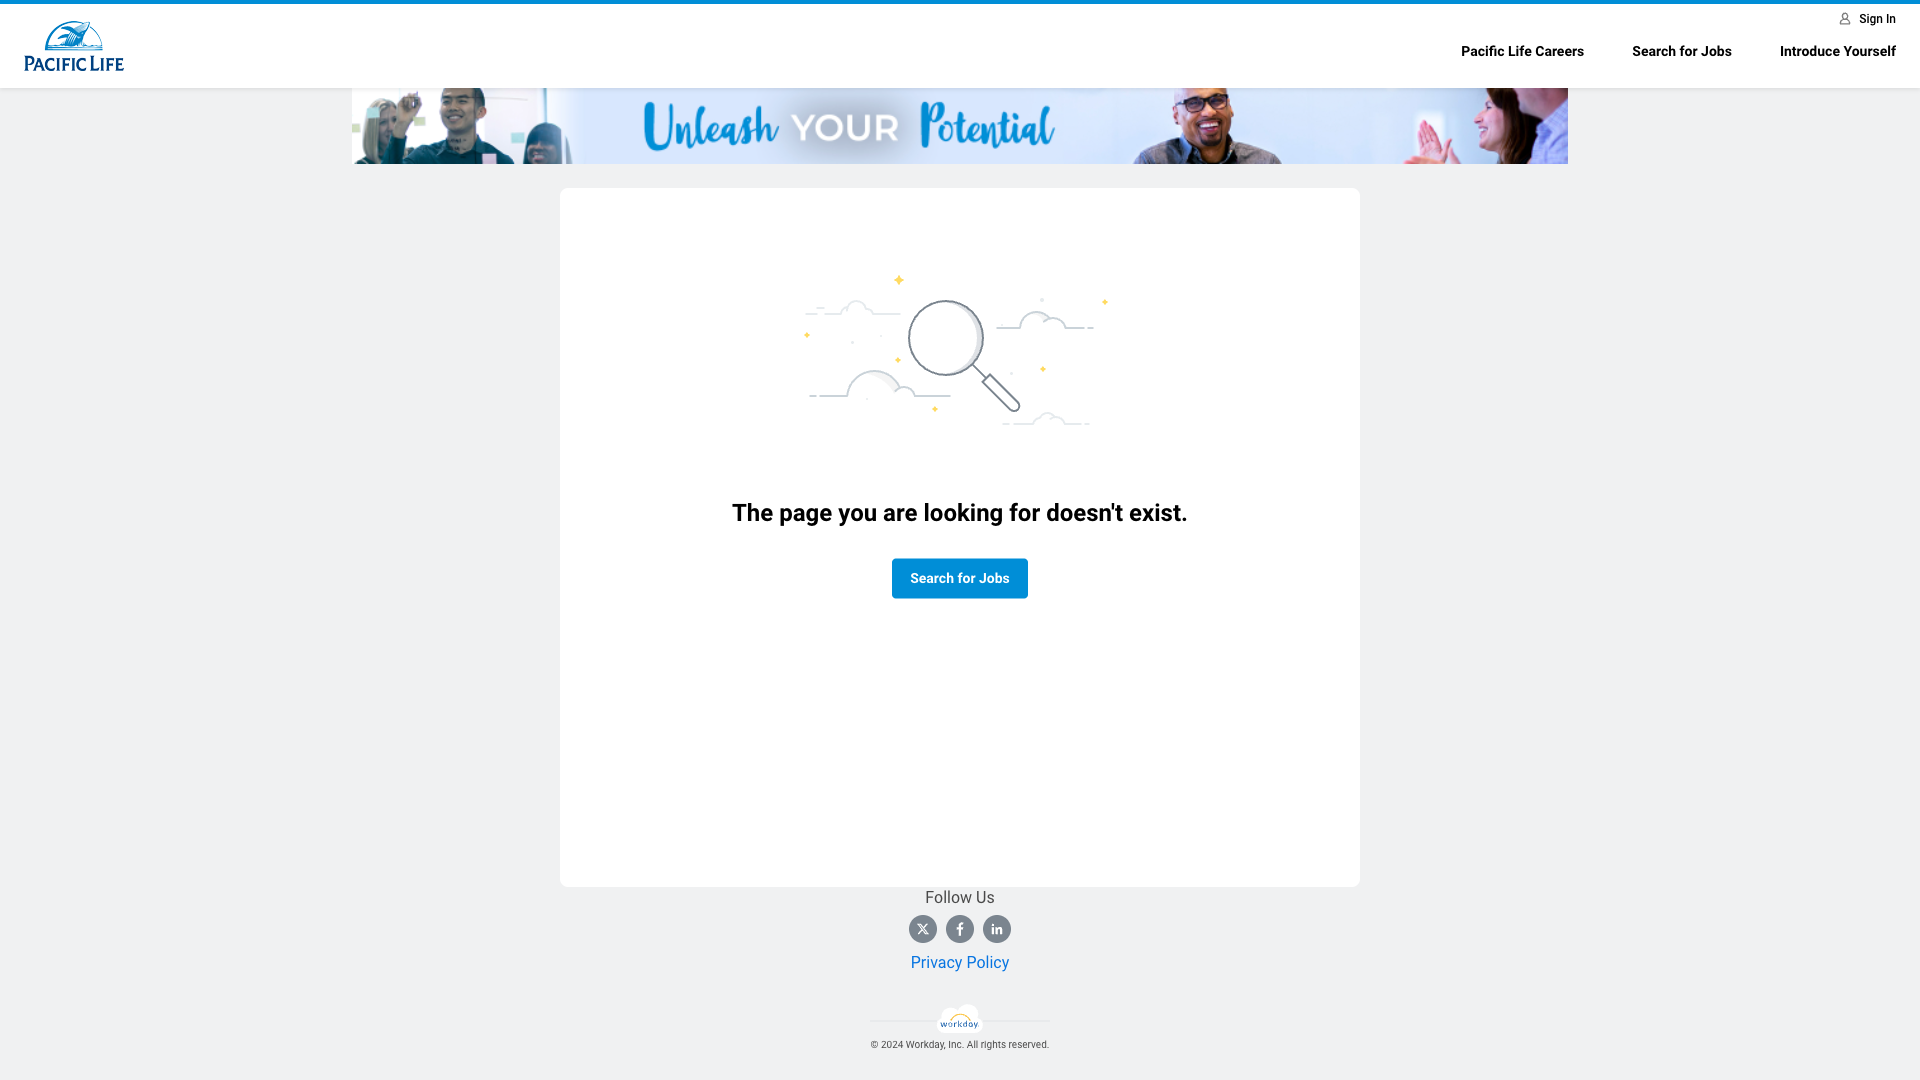 Sign In
PACIFIC LIFE
Pacific Life Careers
Search for Jobs
Introduce Yourself
Unleash YOUR Potential
The page you are looking for doesn't exist.
Search for Jobs
Follow Us
Privacy Policy
workday.
© 2024 Workday, Inc. All rights reserved.